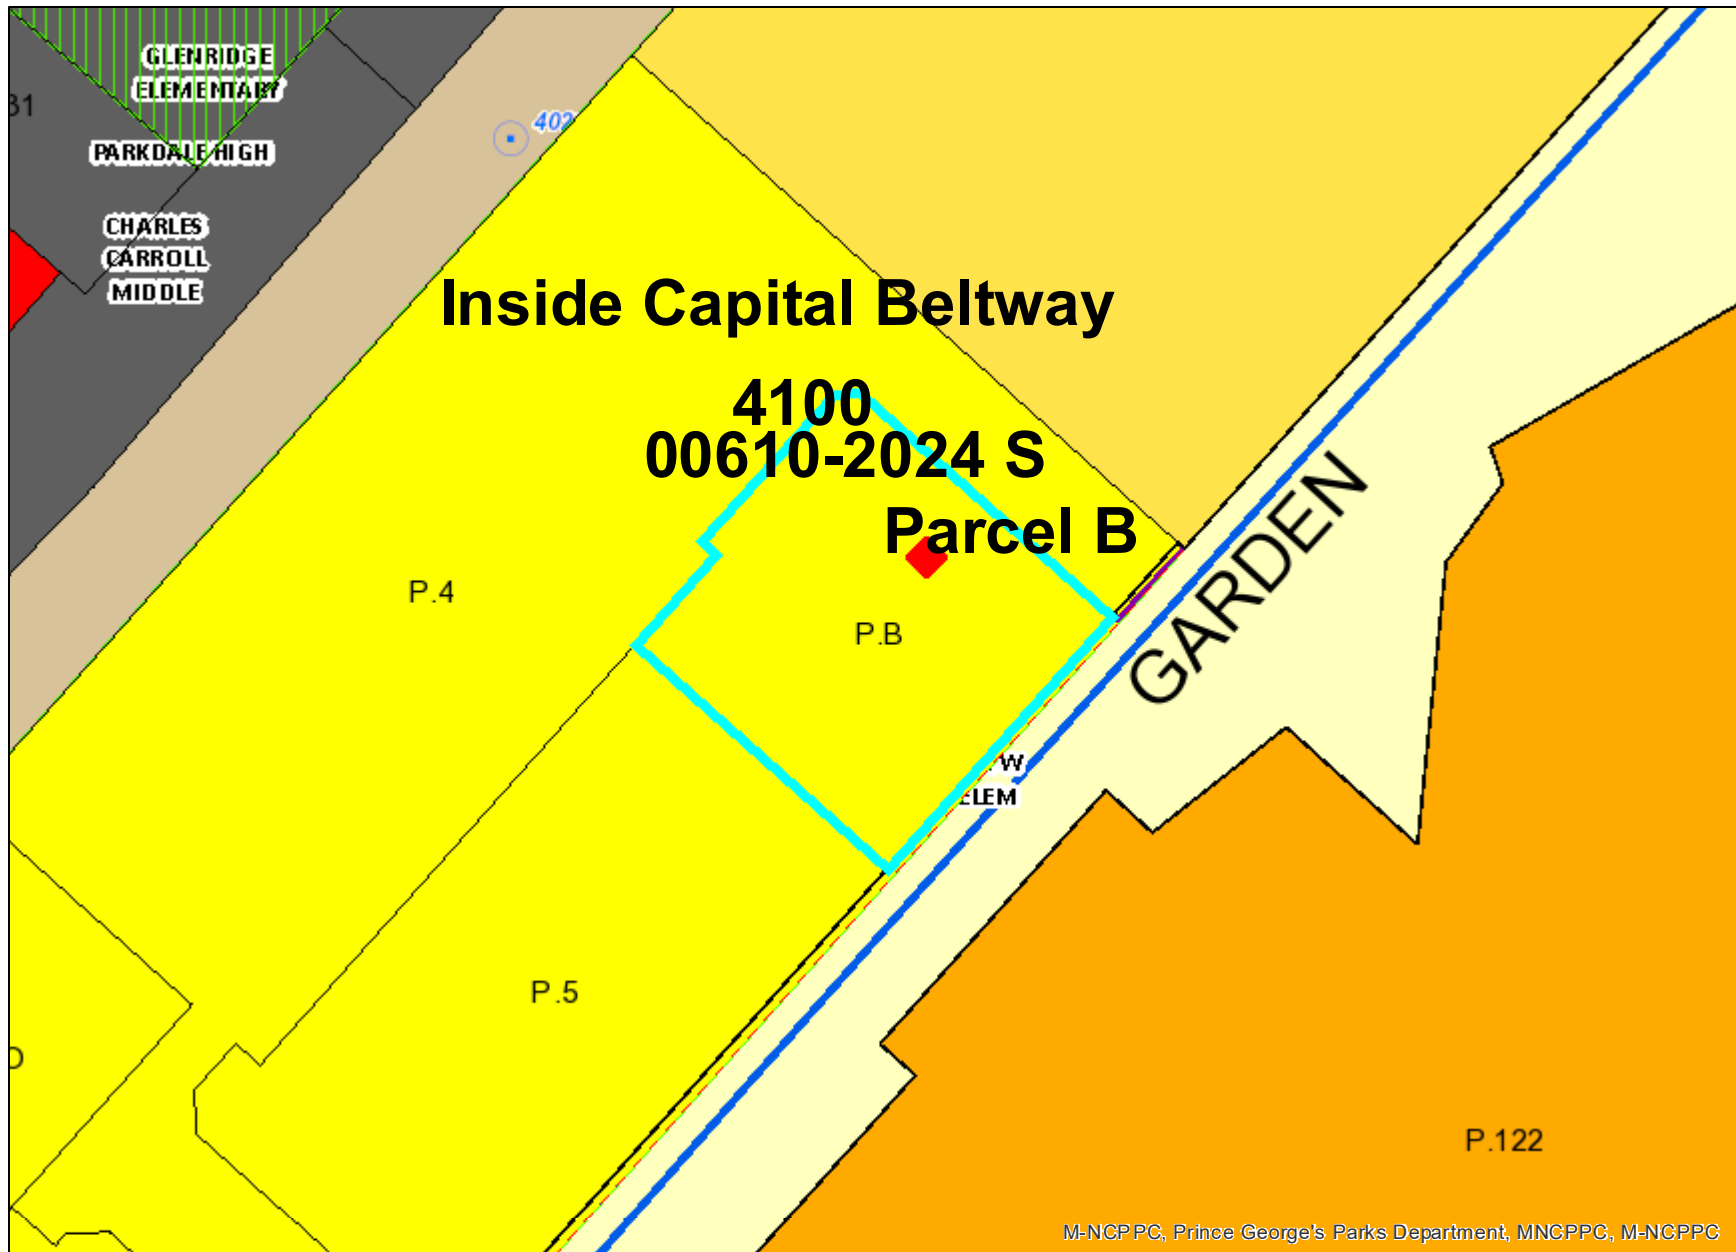 GLENRIDGE
ELEMENTARY
31
402
PARKDALE HIGH
CHARLES
CARROLL
MIDDLE
Inside Capital Beltway
4100
00610-2024 S
Parcel B
GARDEN
P.4
P.B
W
ELEM
P.5
P.122
M-NCPPC, Prince George's Parks Department, MNCPPC, M-NCPPC